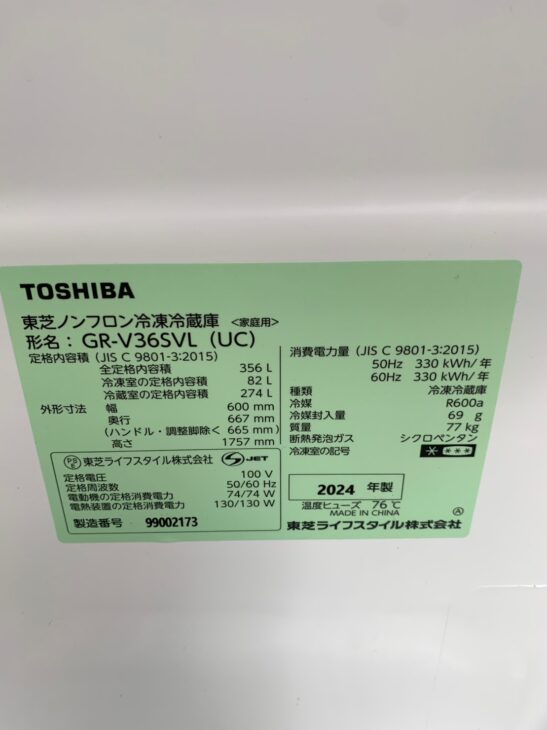 TOSHIBA
東芝ノンフロン冷凍冷蔵庫 <家庭用>
形名：GR-V36SVL (UC)
定格内容積 (JIS C 9801-3:2015)
全定格内容積 356 L
冷凍室の定格内容積 82 L
冷蔵室の定格内容積 274 L
外形寸法 幅 600 mm
奥行 667 mm
(ハンドル・調整脚除く 665 mm)
高さ 1757 mm
消費電力量 (JIS C 9801-3:2015)
50Hz 330 kWh/年
60Hz 330 kWh/年
種類 冷凍冷蔵庫
冷媒 R600a
冷媒封入量 69 g
質量 77 kg
断熱発泡ガス シクロペンタン
冷凍室の記号 * ***
PS E 東芝ライフスタイル株式会社 S JET
定格電圧 100 V
定格周波数 50/60 Hz
電動機の定格消費電力 74/74 W
電熱装置の定格消費電力 130/130 W
製造番号 99002173
2024 年製
温度ヒューズ 76℃
MADE IN CHINA
Ⓐ
東芝ライフスタイル株式会社